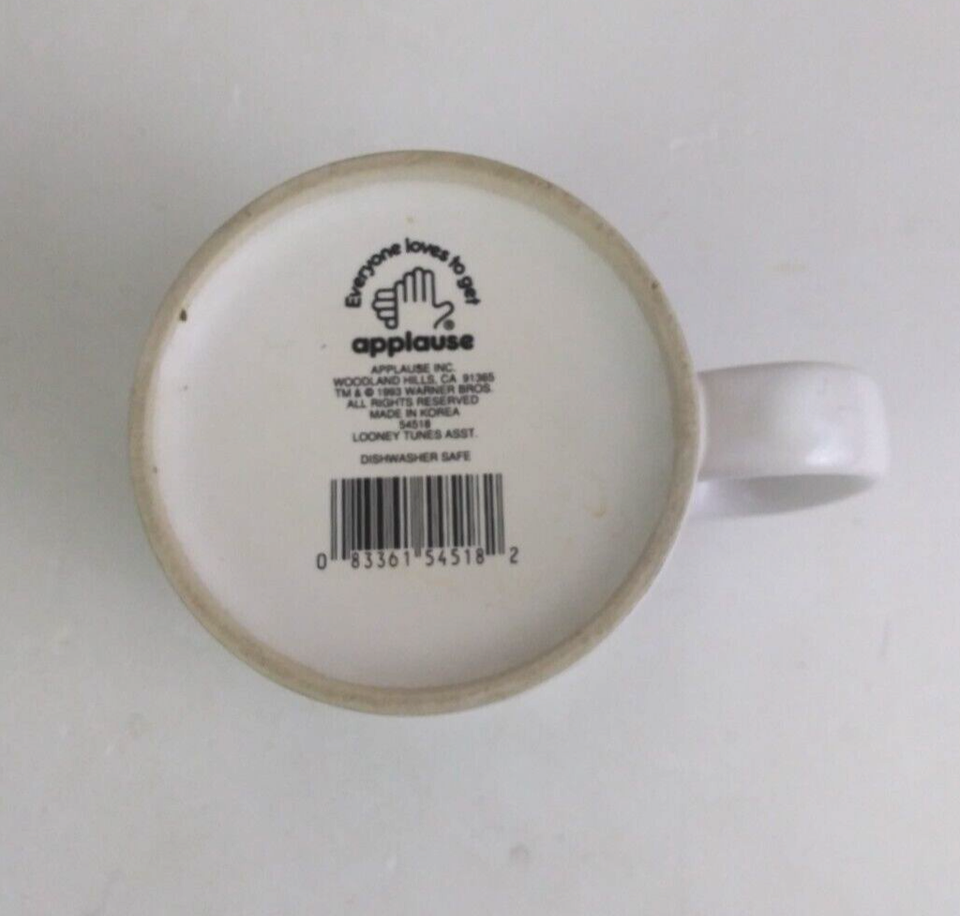 Everyone loves to get
applause®
APPLAUSE INC.
WOODLAND HILLS, CA 91365
TM & © 1993 WARNER BROS.
ALL RIGHTS RESERVED
MADE IN KOREA
54518
LOONEY TUNES ASST.
DISHWASHER SAFE
0 83361 54518 2